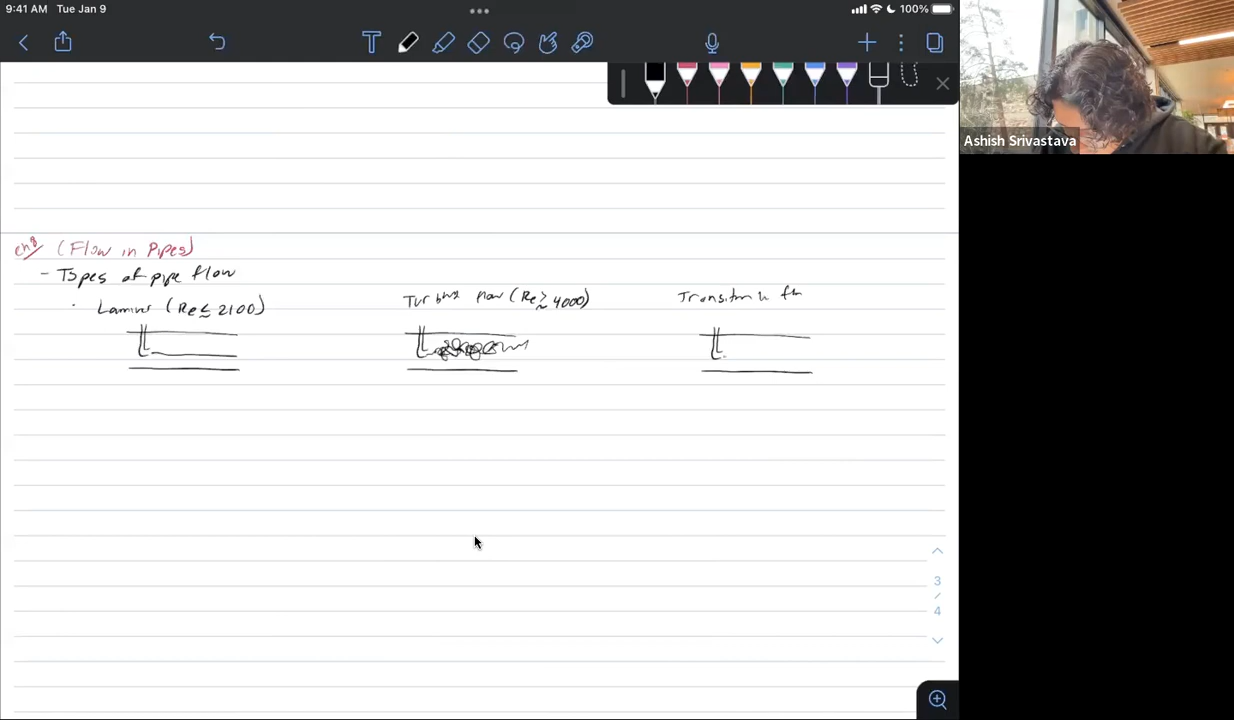 9:41 AM Tue Jan 9
100%
Ashish Srivastava
ch8 (Flow in Pipes)
- Types of pipe flow
· Laminar (Re ≤ 2100)
Turbulent flow (Re ≳ 4000)
Transition
3
/
4